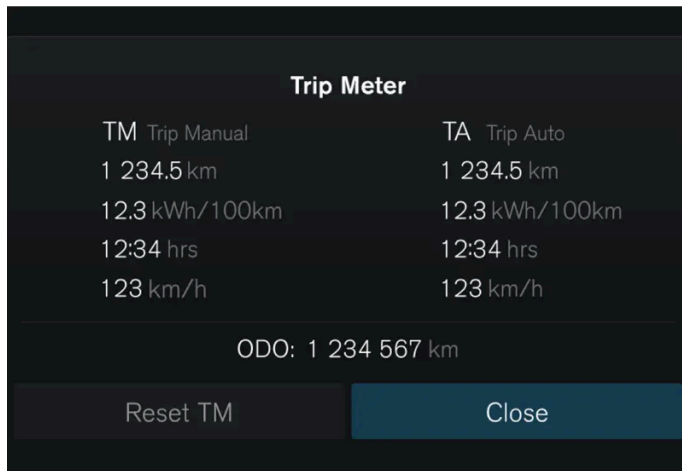 Trip Meter
TM Trip Manual
1 234.5 km
12.3 kWh/100km
12:34 hrs
123 km/h
TA Trip Auto
1 234.5 km
12.3 kWh/100km
12:34 hrs
123 km/h
ODO: 1 234 567 km
Reset TM
Close